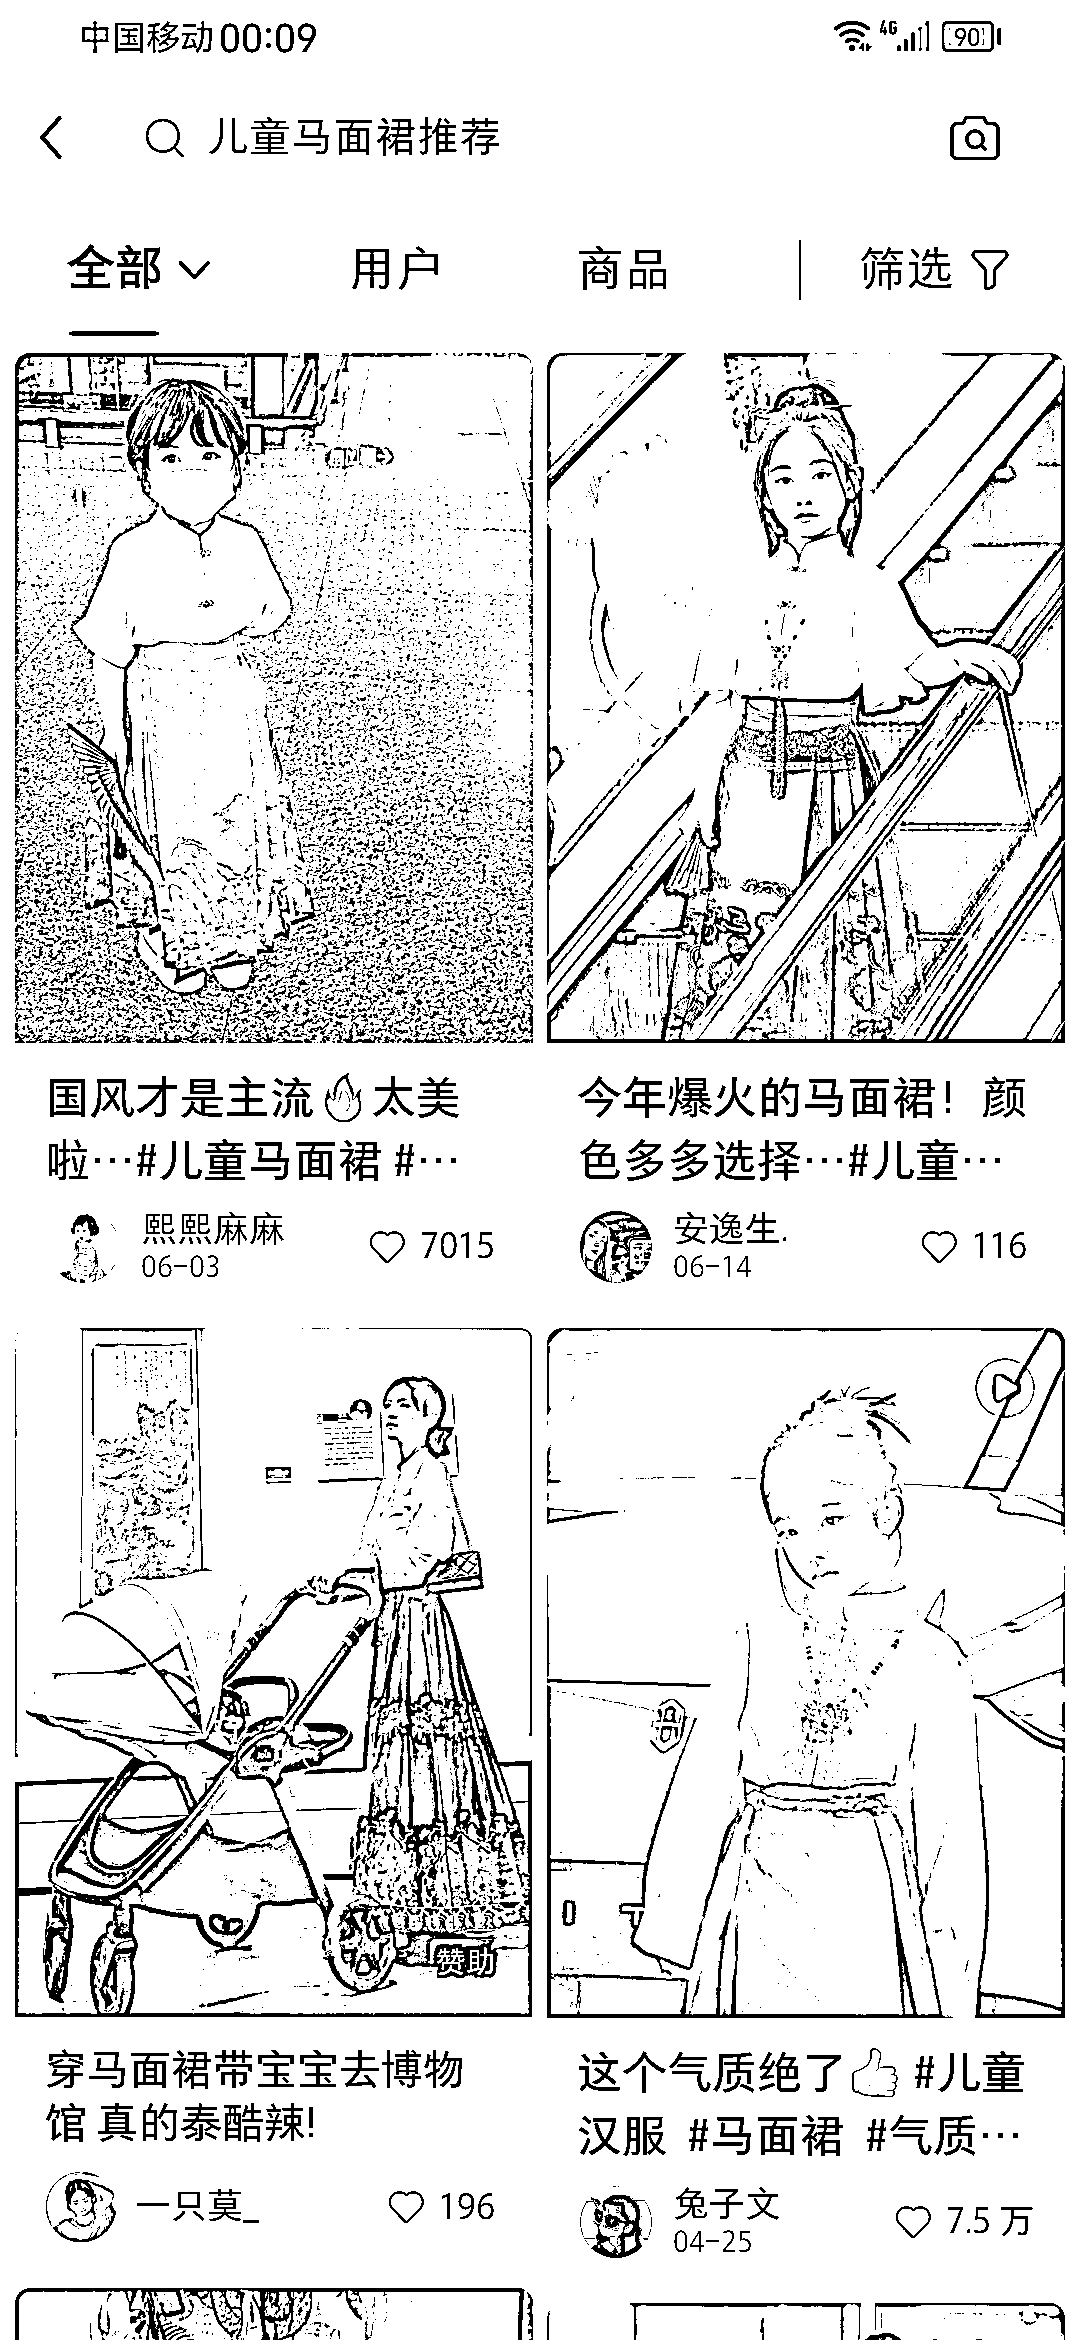 中国移动 00:09
4G 90
儿童马面裙推荐
全部 用户 商品 筛选
国风才是主流🔥太美
啦…#儿童马面裙 #…
熙熙麻麻
06-03
7015
今年爆火的马面裙！颜
色多多选择…#儿童…
安逸生.
06-14
116
赞助
穿马面裙带宝宝去博物
馆 真的泰酷辣!
一只莫_
196
这个气质绝了👍 #儿童
汉服 #马面裙 #气质…
兔子文
04-25
7.5 万